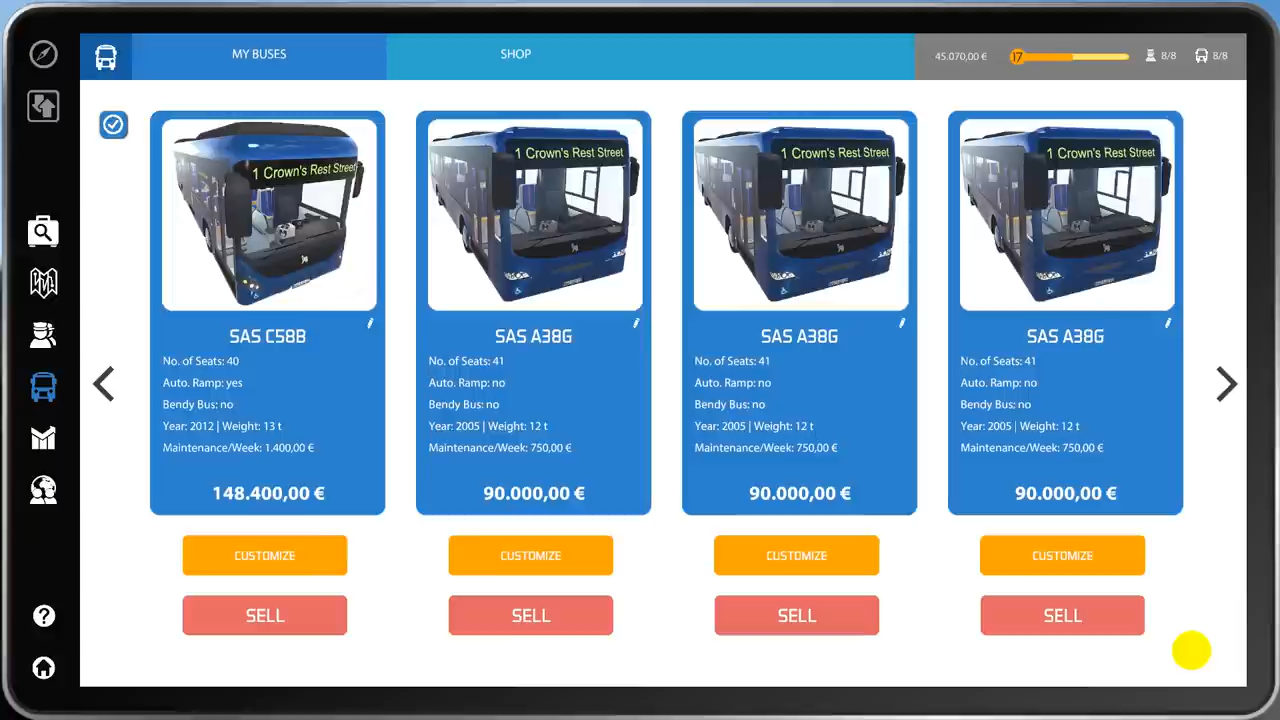 MY BUSES
SHOP
45.070,00 €
17
8/8
8/8
1 Crown's Rest Street
1 Crown's Rest Street
1 Crown's Rest Street
1 Crown's Rest Street
SAS C58B
No. of Seats: 40
Auto. Ramp: yes
Bendy Bus: no
Year: 2012 | Weight: 13 t
Maintenance/Week: 1.400,00 €
148.400,00 €
CUSTOMIZE
SELL
SAS A38G
No. of Seats: 41
Auto. Ramp: no
Bendy Bus: no
Year: 2005 | Weight: 12 t
Maintenance/Week: 750,00 €
90.000,00 €
CUSTOMIZE
SELL
SAS A38G
No. of Seats: 41
Auto. Ramp: no
Bendy Bus: no
Year: 2005 | Weight: 12 t
Maintenance/Week: 750,00 €
90.000,00 €
CUSTOMIZE
SELL
SAS A38G
No. of Seats: 41
Auto. Ramp: no
Bendy Bus: no
Year: 2005 | Weight: 12 t
Maintenance/Week: 750,00 €
90.000,00 €
CUSTOMIZE
SELL